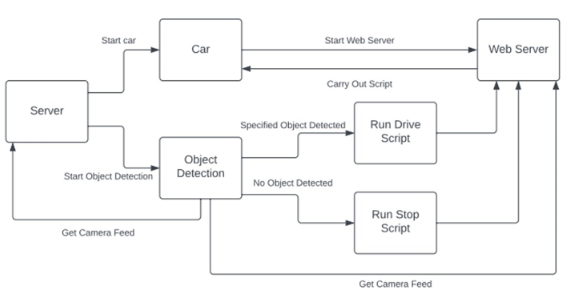 Start car
Car
Start Web Server
Web Server
Carry Out Script
Server
Specified Object Detected
Run Drive
Script
Start Object Detection
Object
Detection
No Object Detected
Run Stop
Script
Get Camera Feed
Get Camera Feed